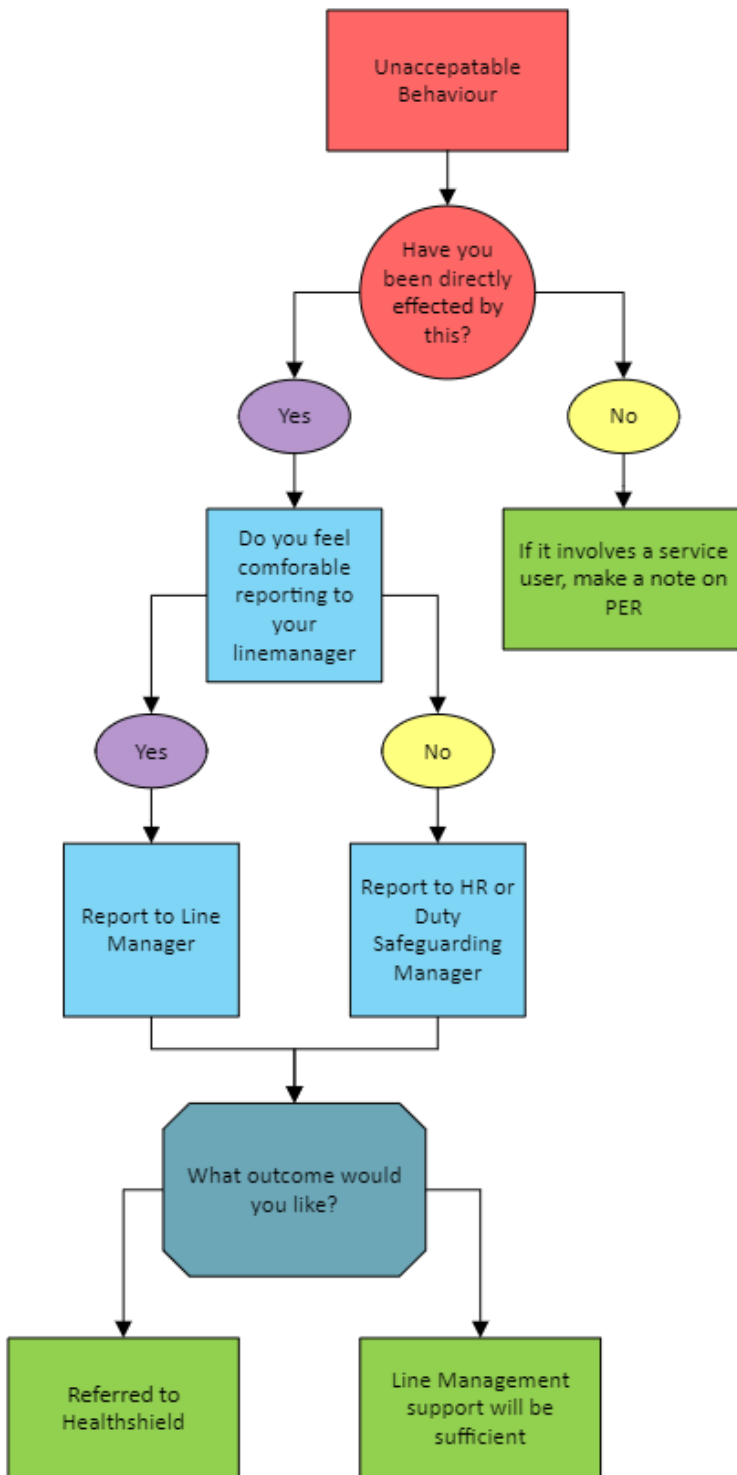 Unaccepatable
Behaviour
Have you
been directly
effected by
this?
Yes
No
Do you feel
comforable
reporting to
your
linemanager
If it involves a service
user, make a note on
PER
Yes
No
Report to Line
Manager
Report to HR or
Duty
Safeguarding
Manager
What outcome would
you like?
Referred to
Healthshield
Line Management
support will be
sufficient